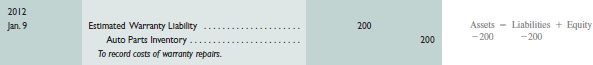 2012
Jan. 9 Estimated Warranty Liability ...................... 200
Auto Parts Inventory ......................... 200
To record costs of warranty repairs.
Assets = Liabilities + Equity
−200 −200